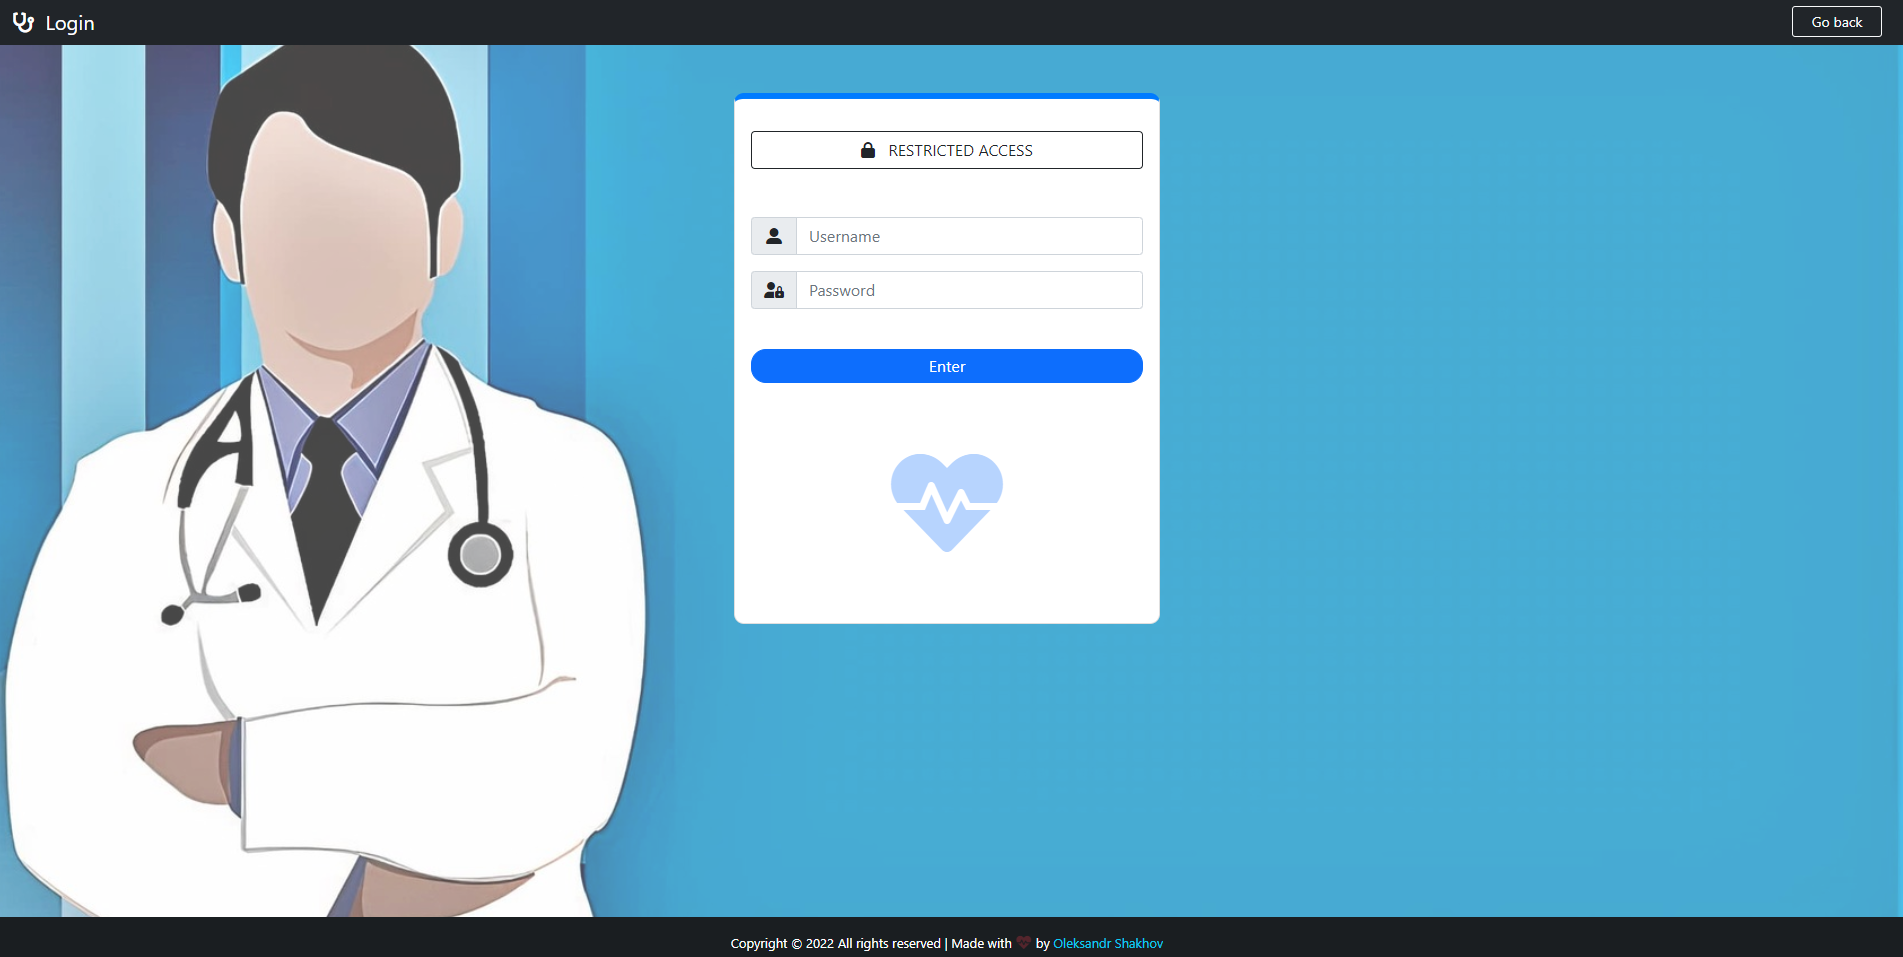 Login
Go back
RESTRICTED ACCESS
Username
Password
Enter
Copyright © 2022 All rights reserved | Made with by Oleksandr Shakhov